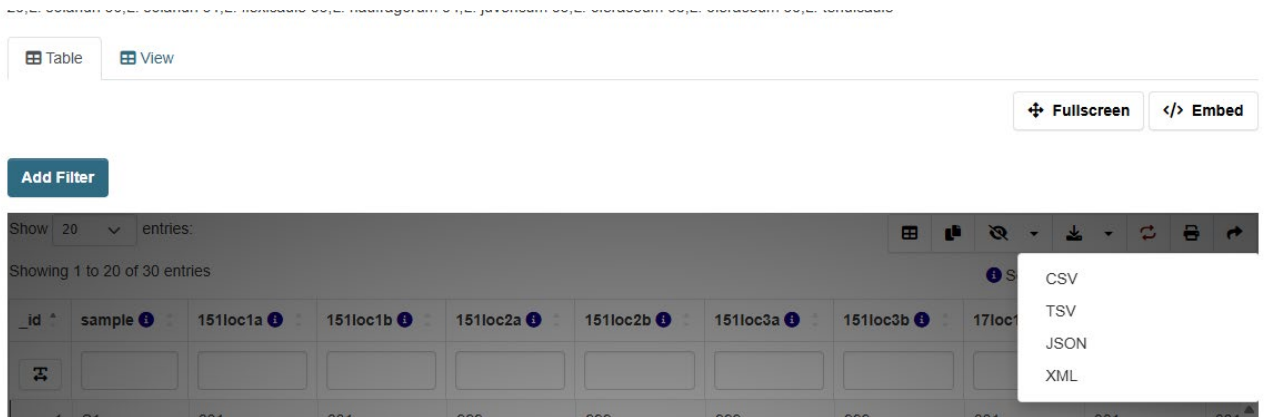 Table View
Fullscreen </> Embed
Add Filter
Show 20 entries:
Showing 1 to 20 of 30 entries
S
CSV
TSV
JSON
XML
_id sample 151loc1a 151loc1b 151loc2a 151loc2b 151loc3a 151loc3b 17loc1